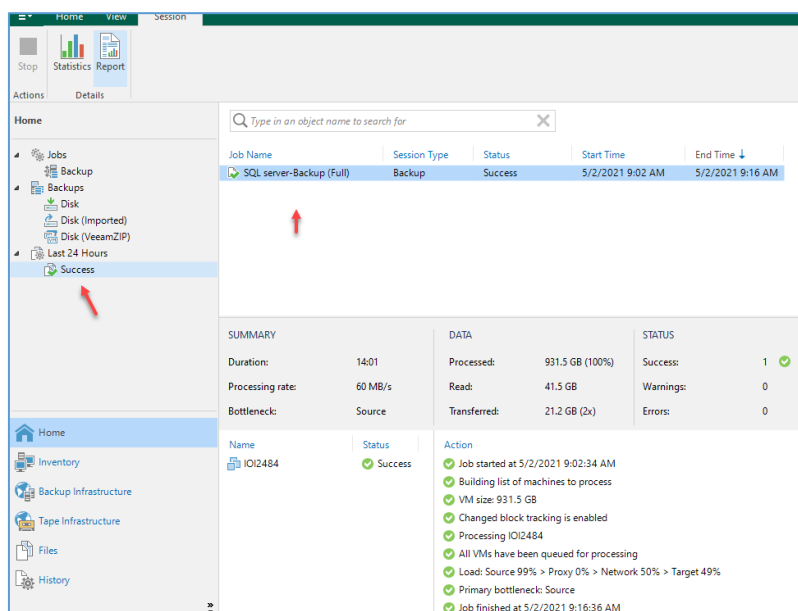 Home View Session
Stop Statistics Report
Actions Details
Home
Type in an object name to search for
Jobs
Backup
Backups
Disk
Disk (Imported)
Disk (VeeamZIP)
Last 24 Hours
Success
Job Name Session Type Status Start Time End Time
SQL server-Backup (Full) Backup Success 5/2/2021 9:02 AM 5/2/2021 9:16 AM
SUMMARY DATA STATUS
Duration: 14:01 Processed: 931.5 GB (100%) Success: 1
Processing rate: 60 MB/s Read: 41.5 GB Warnings: 0
Bottleneck: Source Transferred: 21.2 GB (2x) Errors: 0
Home
Inventory
Backup Infrastructure
Tape Infrastructure
Files
History
»
Name Status Action
IOI2484 Success Job started at 5/2/2021 9:02:34 AM
Building list of machines to process
VM size: 931.5 GB
Changed block tracking is enabled
Processing IOI2484
All VMs have been queued for processing
Load: Source 99% > Proxy 0% > Network 50% > Target 49%
Primary bottleneck: Source
Job finished at 5/2/2021 9:16:36 AM